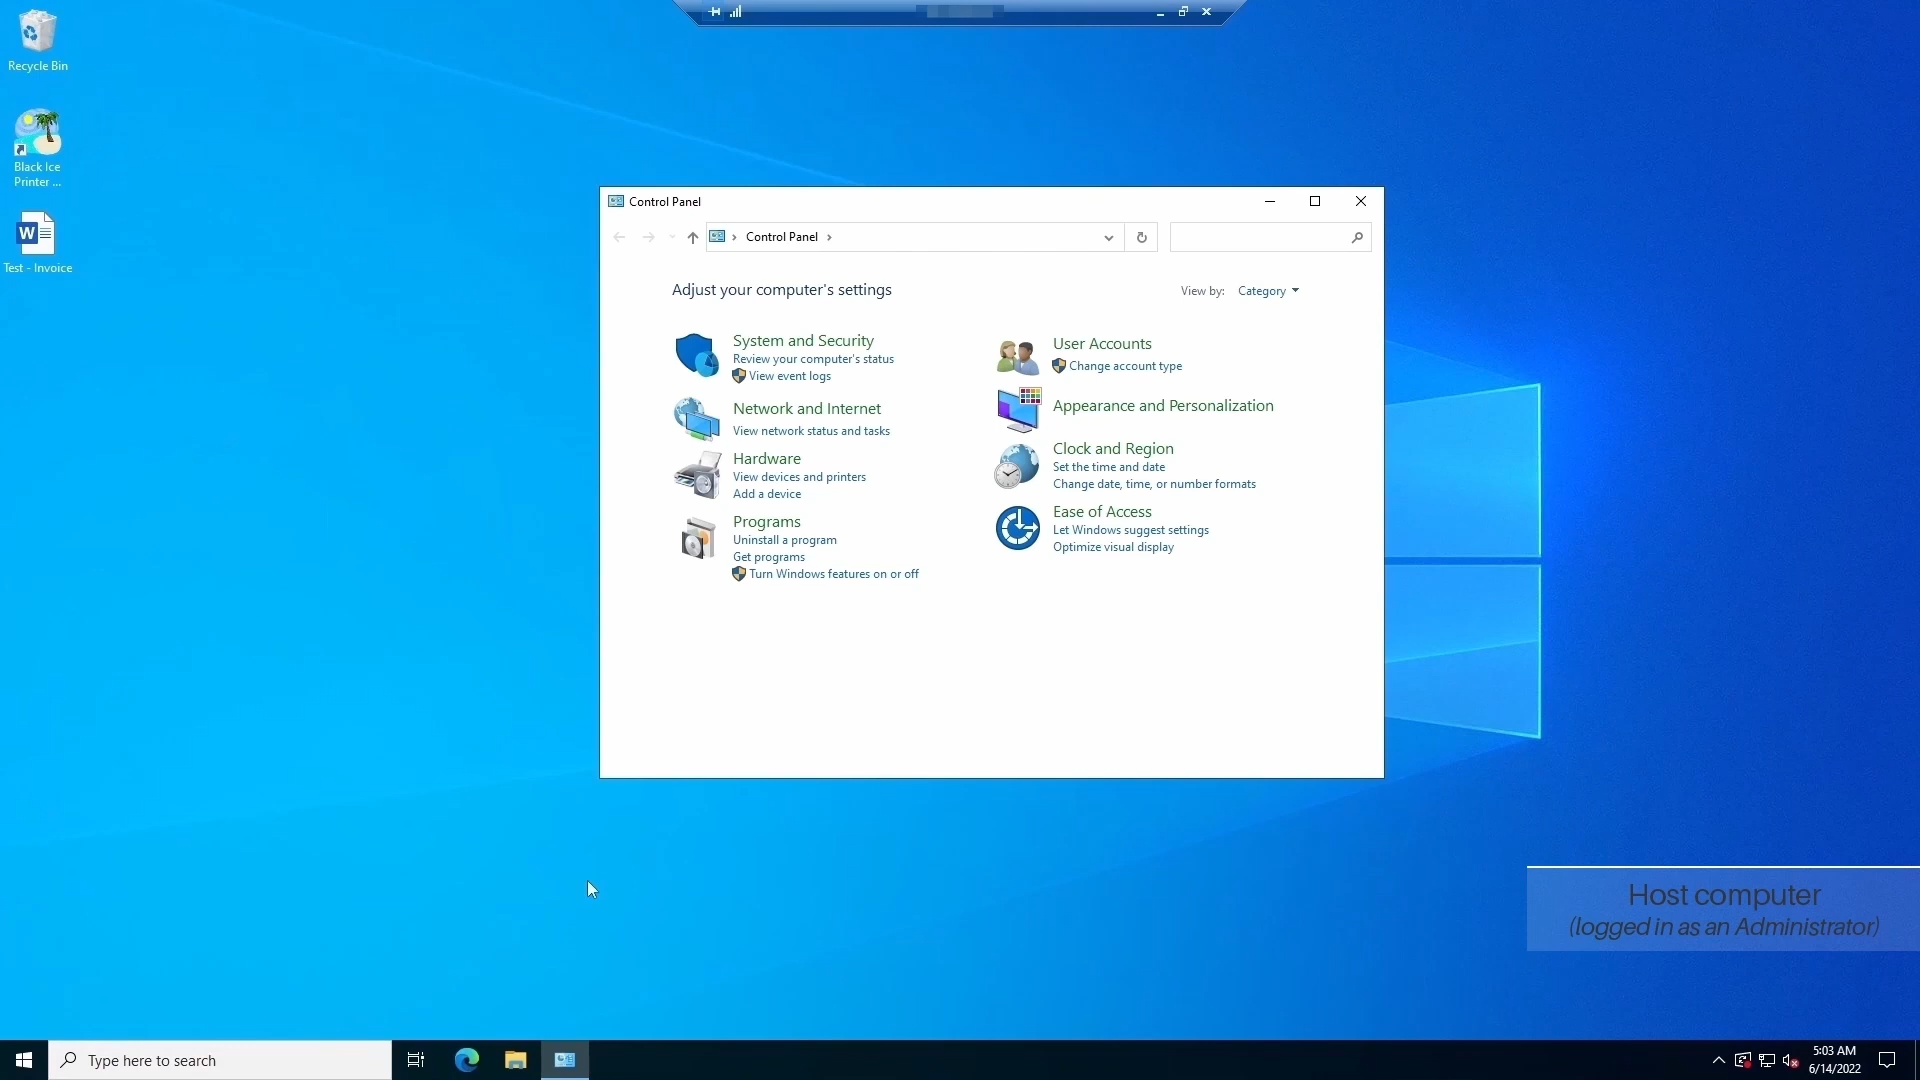 Recycle Bin
Black Ice
Printer ...
Test - Invoice
Control Panel
Control Panel
Adjust your computer's settings
View by:
Category
System and Security
Review your computer's status
View event logs
Network and Internet
View network status and tasks
Hardware
View devices and printers
Add a device
Programs
Uninstall a program
Get programs
Turn Windows features on or off
User Accounts
Change account type
Appearance and Personalization
Clock and Region
Set the time and date
Change date, time, or number formats
Ease of Access
Let Windows suggest settings
Optimize visual display
Host computer
(logged in as an Administrator)
Type here to search
5:03 AM
6/14/2022